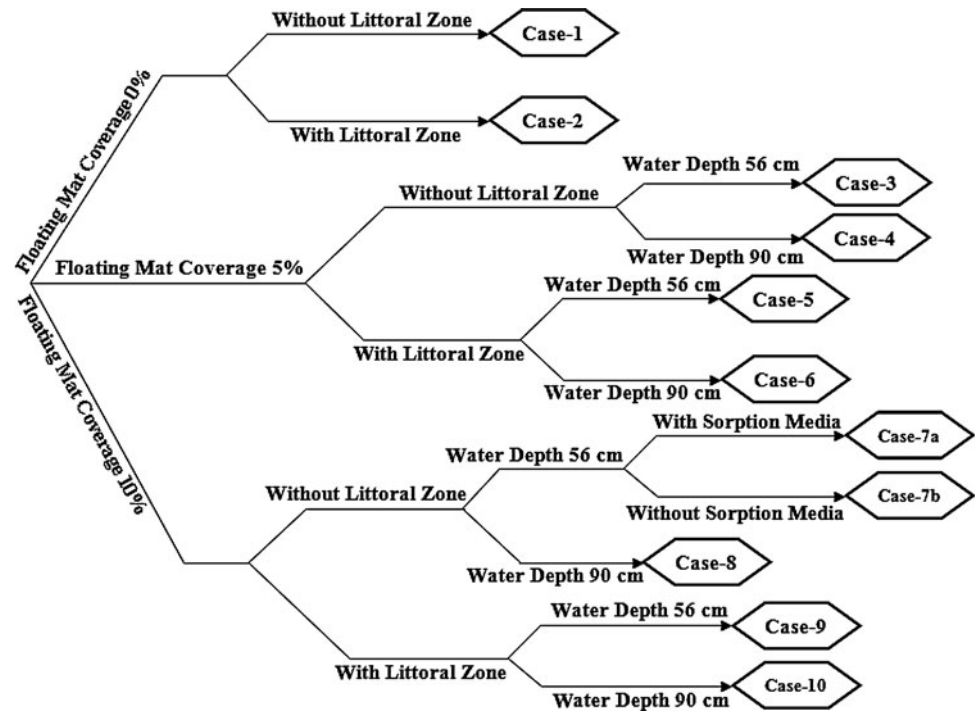 Without Littoral Zone
Case-1
Floating Mat Coverage 0%
With Littoral Zone
Case-2
Water Depth 56 cm
Case-3
Without Littoral Zone
Case-4
Water Depth 90 cm
Floating Mat Coverage 5%
Water Depth 56 cm
Case-5
With Littoral Zone
Water Depth 90 cm
Case-6
Floating Mat Coverage 10%
With Sorption Media
Case-7a
Water Depth 56 cm
Without Littoral Zone
Case-7b
Without Sorption Media
Water Depth 90 cm
Case-8
Water Depth 56 cm
Case-9
With Littoral Zone
Water Depth 90 cm
Case-10